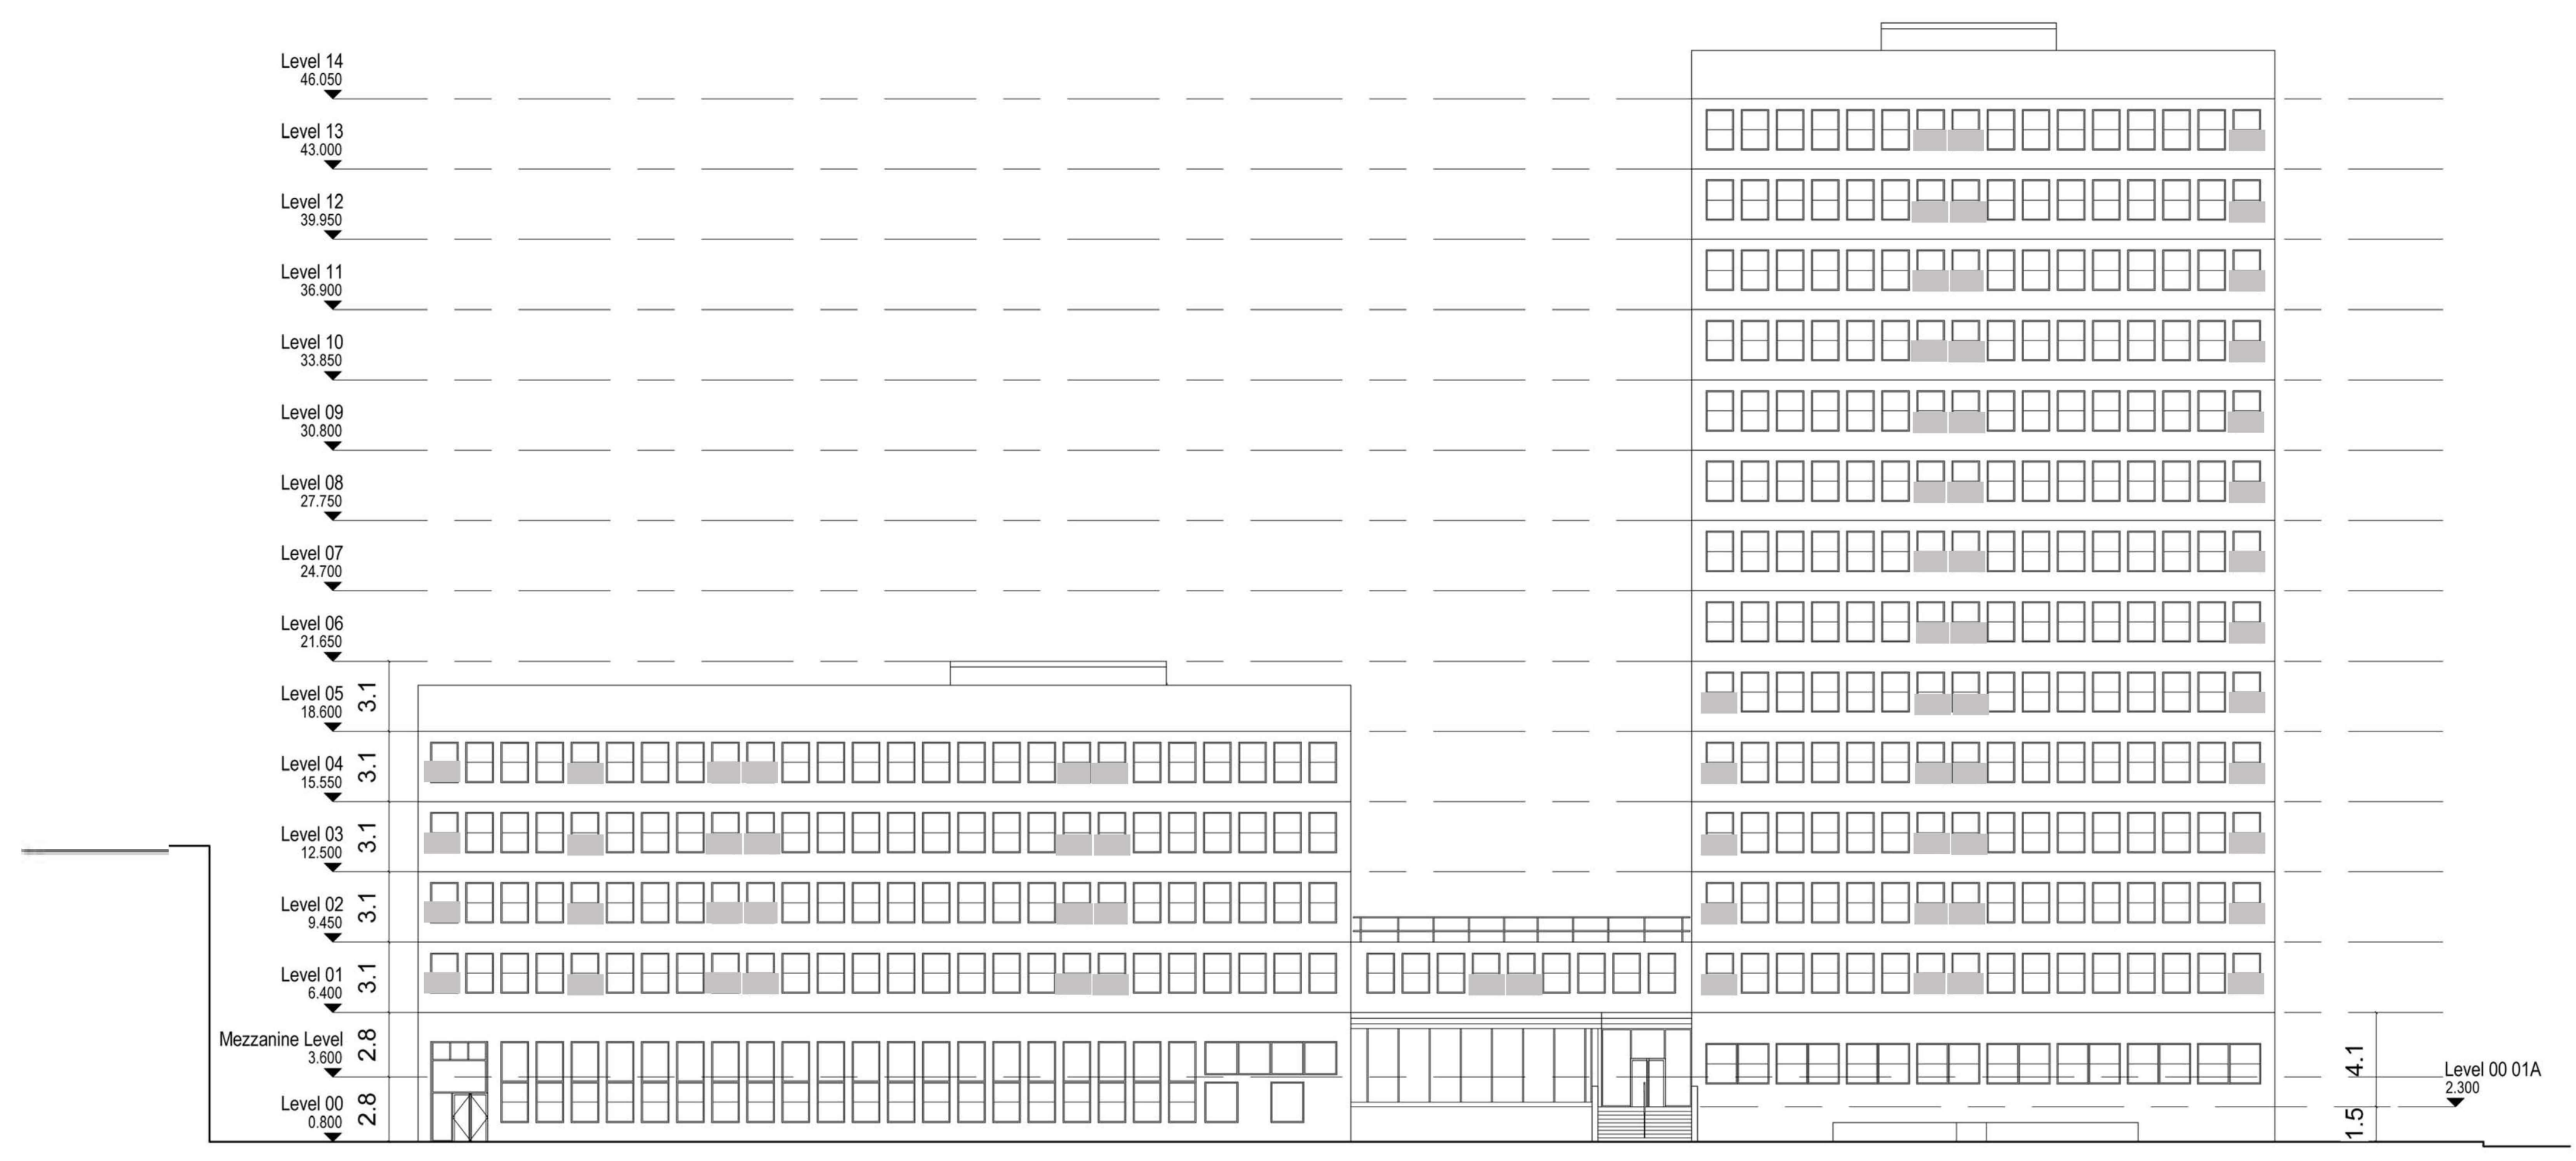 Level 14
46.050
Level 13
43.000
Level 12
39.950
Level 11
36.900
Level 10
33.850
Level 09
30.800
Level 08
27.750
Level 07
24.700
Level 06
21.650
Level 05
18.600
3.1
Level 04
15.550
3.1
Level 03
12.500
3.1
Level 02
9.450
3.1
Level 01
6.400
3.1
Mezzanine Level
3.600
2.8
Level 00
0.800
2.8
4.1
1.5
Level 00 01A
2.300